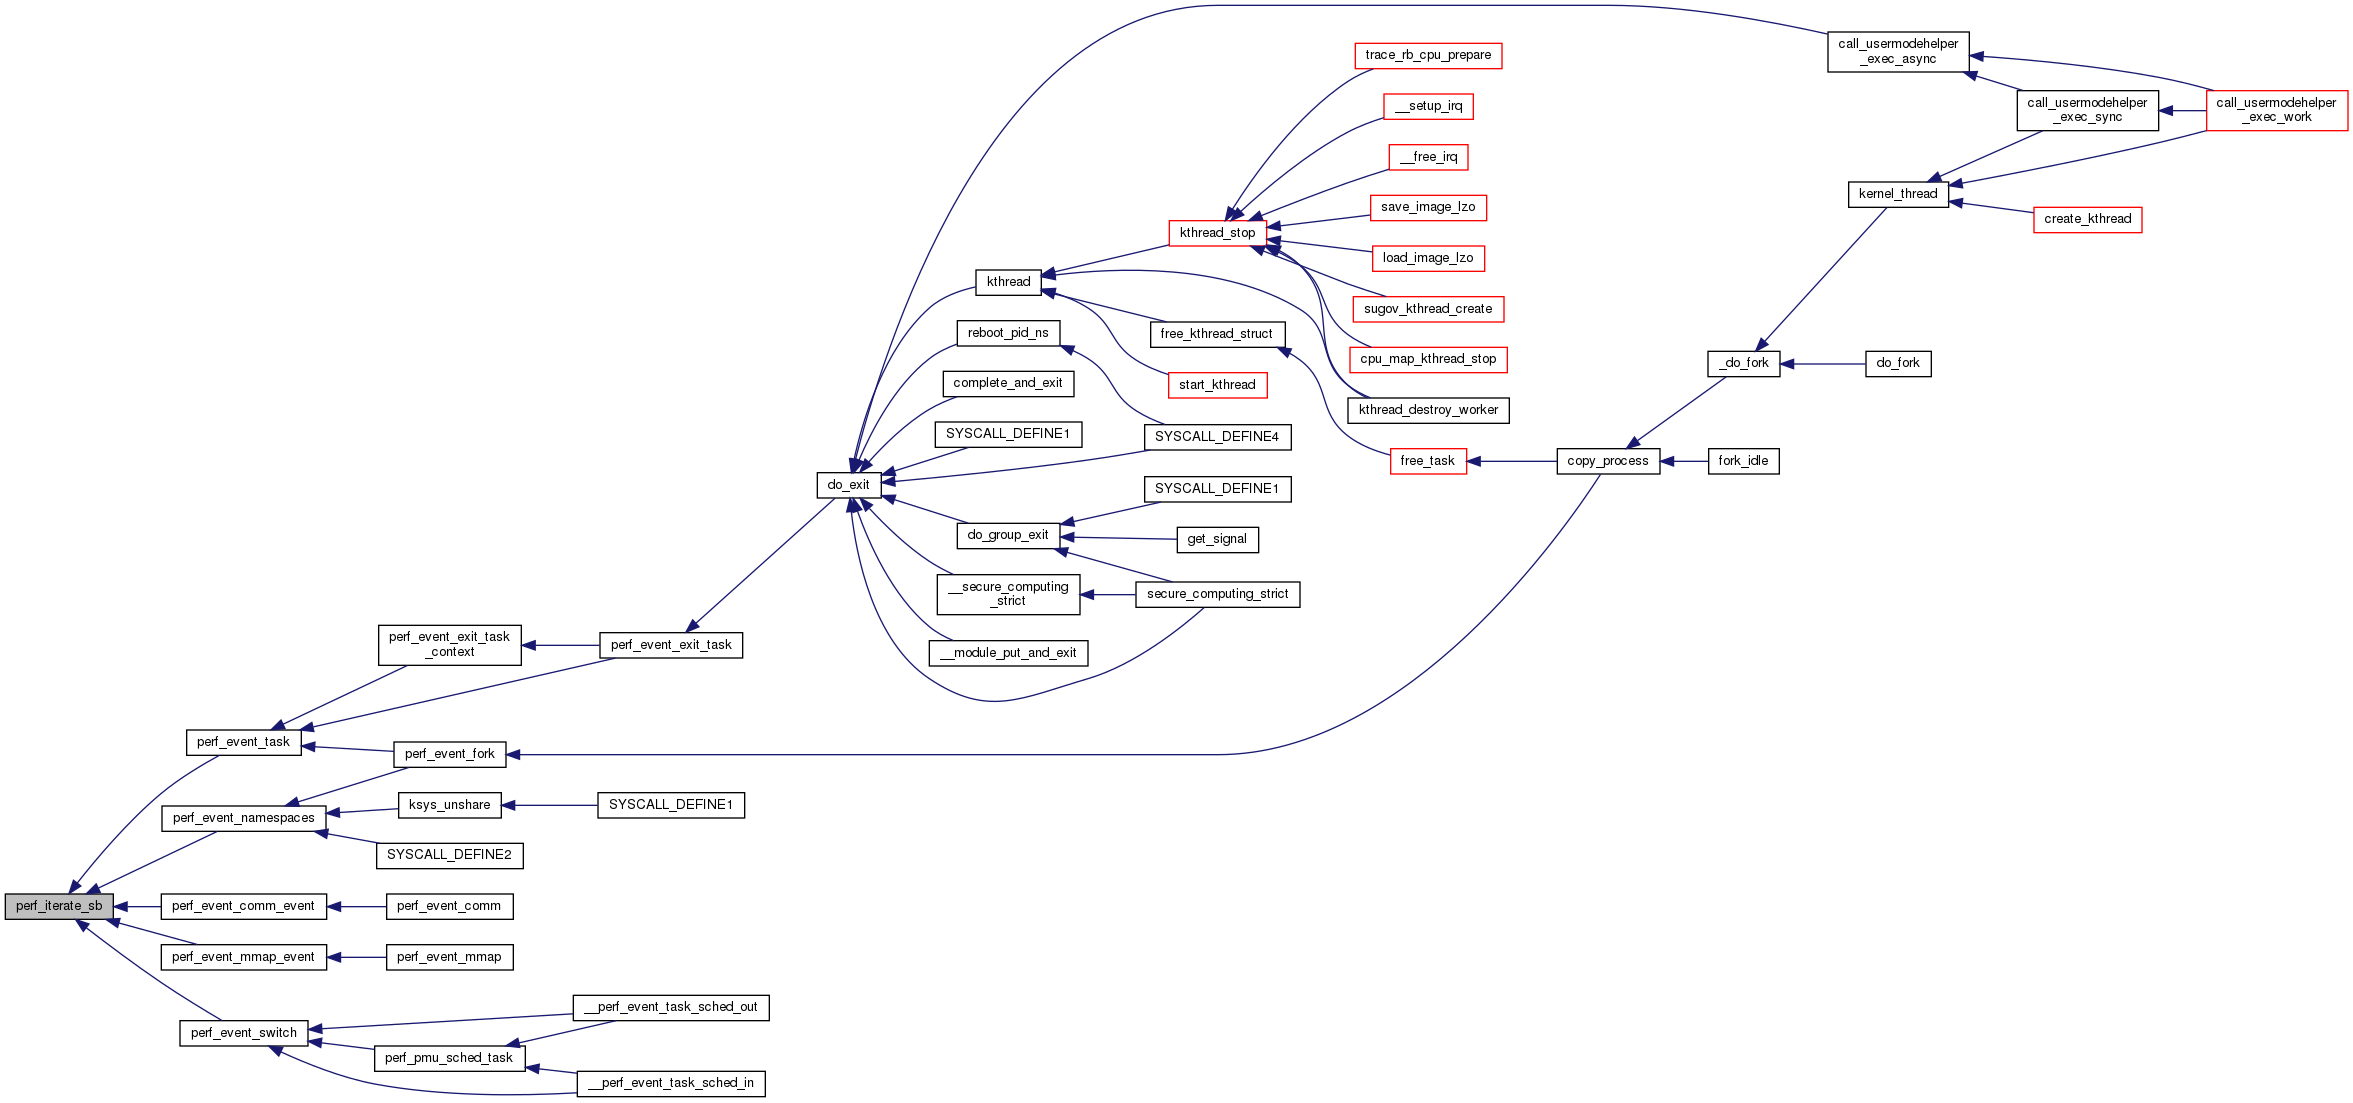 call_usermodehelper
_exec_async
trace_rb_cpu_prepare
__setup_irq
call_usermodehelper
_exec_sync
call_usermodehelper
_exec_work
__free_irq
kernel_thread
save_image_lzo
create_kthread
kthread_stop
load_image_lzo
kthread
sugov_kthread_create
reboot_pid_ns
free_kthread_struct
cpu_map_kthread_stop
_do_fork
do_fork
complete_and_exit
start_kthread
kthread_destroy_worker
SYSCALL_DEFINE1
SYSCALL_DEFINE4
free_task
copy_process
fork_idle
do_exit
SYSCALL_DEFINE1
do_group_exit
get_signal
__secure_computing
_strict
secure_computing_strict
perf_event_exit_task
_context
perf_event_exit_task
__module_put_and_exit
perf_event_task
perf_event_fork
ksys_unshare
SYSCALL_DEFINE1
perf_event_namespaces
SYSCALL_DEFINE2
perf_iterate_sb
perf_event_comm_event
perf_event_comm
perf_event_mmap_event
perf_event_mmap
__perf_event_task_sched_out
perf_event_switch
perf_pmu_sched_task
__perf_event_task_sched_in